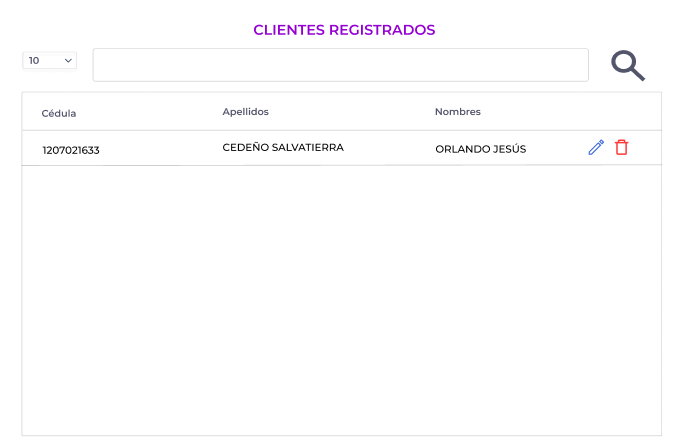 CLIENTES REGISTRADOS
10
Cédula Apellidos Nombres
1207021633 CEDEÑO SALVATIERRA ORLANDO JESÚS